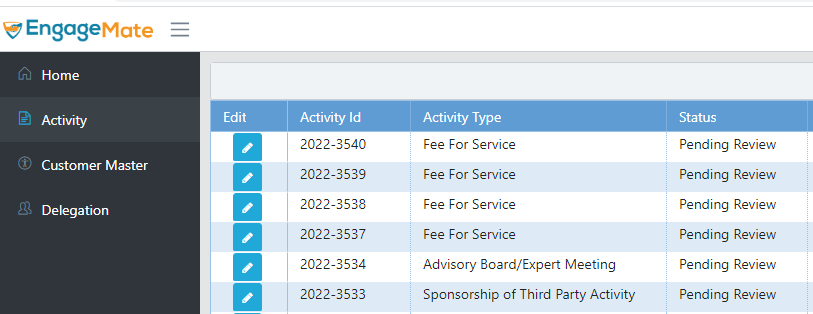 EngageMate
Home
Activity
Customer Master
Delegation
Edit Activity Id Activity Type Status
2022-3540 Fee For Service Pending Review
2022-3539 Fee For Service Pending Review
2022-3538 Fee For Service Pending Review
2022-3537 Fee For Service Pending Review
2022-3534 Advisory Board/Expert Meeting Pending Review
2022-3533 Sponsorship of Third Party Activity Pending Review